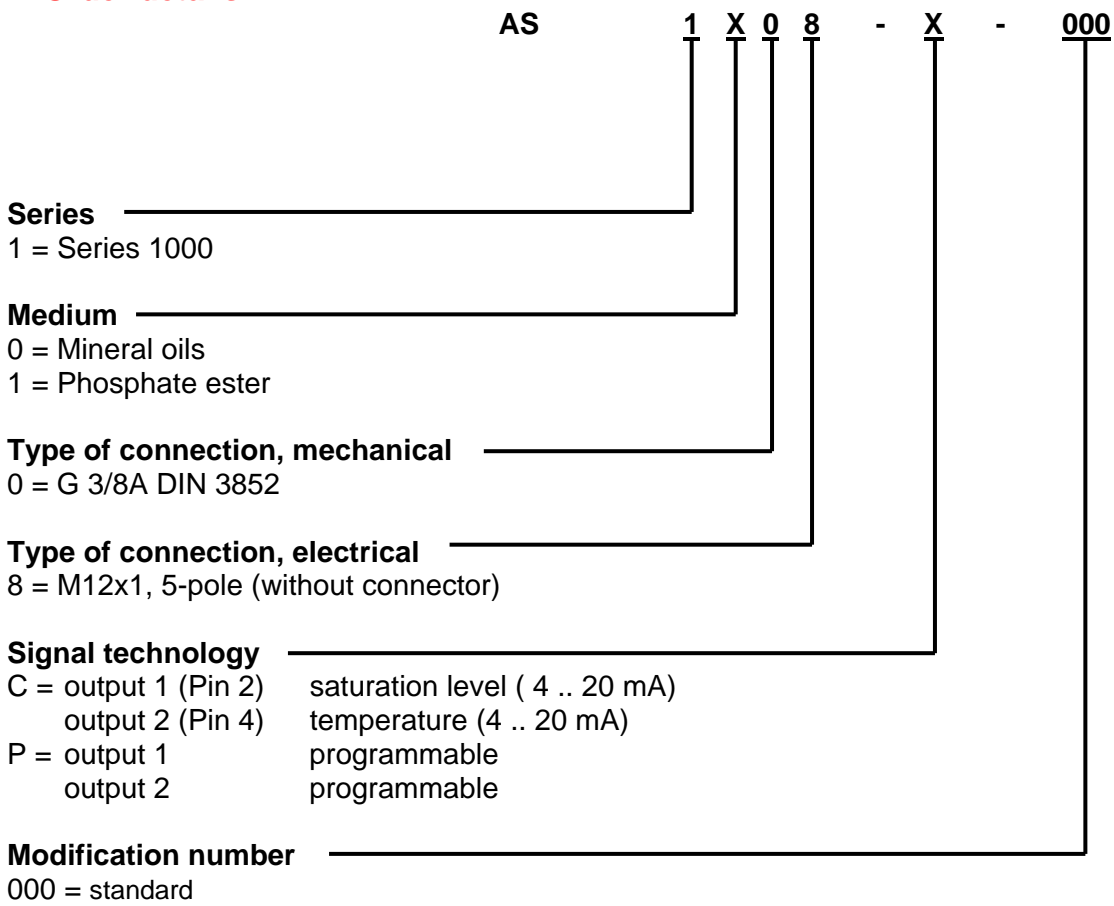 AS 1 X 0 8 - X - 000
Series
1 = Series 1000
Medium
0 = Mineral oils
1 = Phosphate ester
Type of connection, mechanical
0 = G 3/8A DIN 3852
Type of connection, electrical
8 = M12x1, 5-pole (without connector)
Signal technology
C = output 1 (Pin 2) saturation level ( 4 .. 20 mA)
output 2 (Pin 4) temperature (4 .. 20 mA)
P = output 1 programmable
output 2 programmable
Modification number
000 = standard